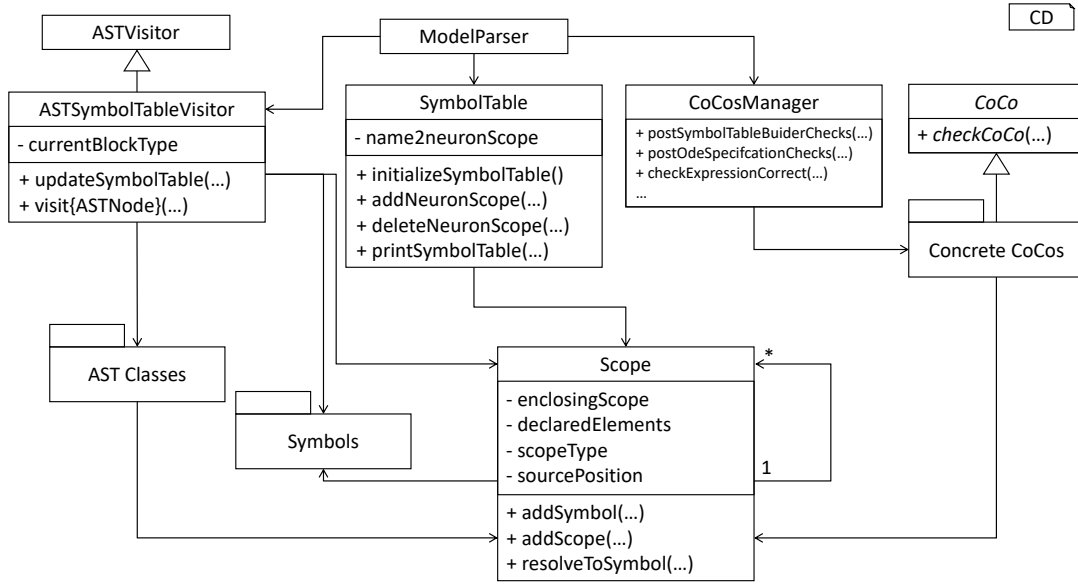 CD
ASTVisitor
ModelParser
ASTSymbolTableVisitor
- currentBlockType
+ updateSymbolTable(...)
+ visit{ASTNode}(...)
SymbolTable
- name2neuronScope
+ initializeSymbolTable()
+ addNeuronScope(...)
+ deleteNeuronScope(...)
+ printSymbolTable(...)
CoCosManager
+ postSymbolTableBuiderChecks(...)
+ postOdeSpecifcationChecks(...)
+ checkExpressionCorrect(...)
...
CoCo
+ checkCoCo(...)
Concrete CoCos
AST Classes
Symbols
Scope
- enclosingScope
- declaredElements
- scopeType
- sourcePosition
+ addSymbol(...)
+ addScope(...)
+ resolveToSymbol(...)
*
1